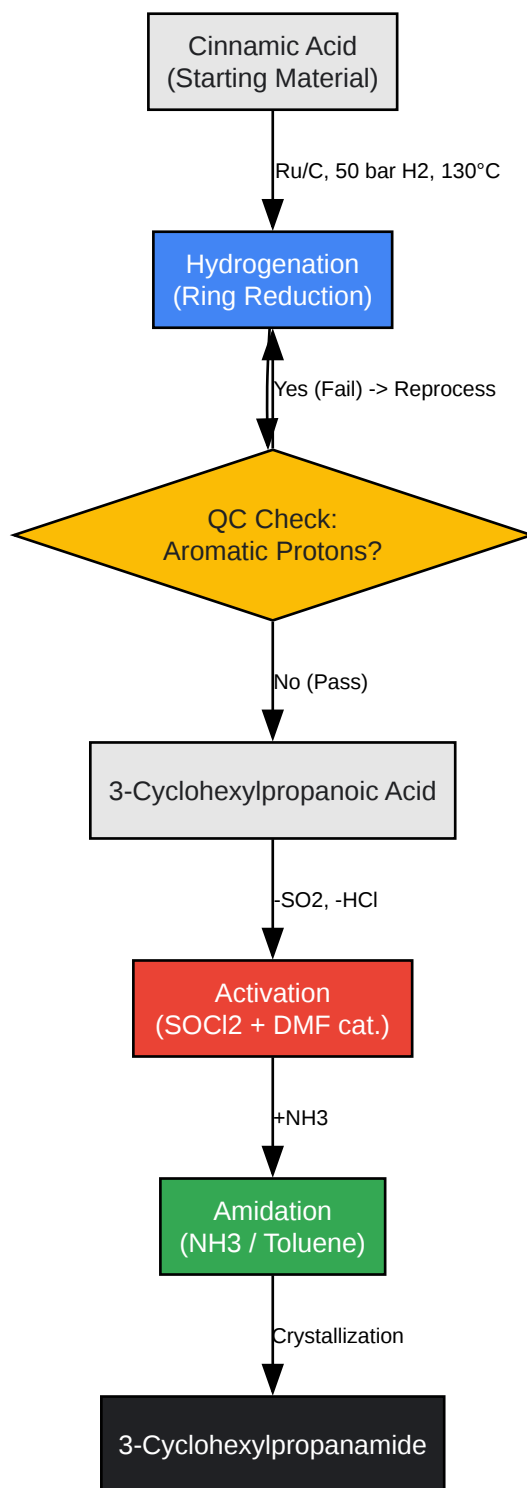 Cinnamic Acid
(Starting Material)
Ru/C, 50 bar H2, 130°C
Hydrogenation
(Ring Reduction)
Yes (Fail) -> Reprocess
QC Check:
Aromatic Protons?
No (Pass)
3-Cyclohexylpropanoic Acid
-SO2, -HCl
Activation
(SOCl2 + DMF cat.)
+NH3
Amidation
(NH3 / Toluene)
Crystallization
3-Cyclohexylpropanamide